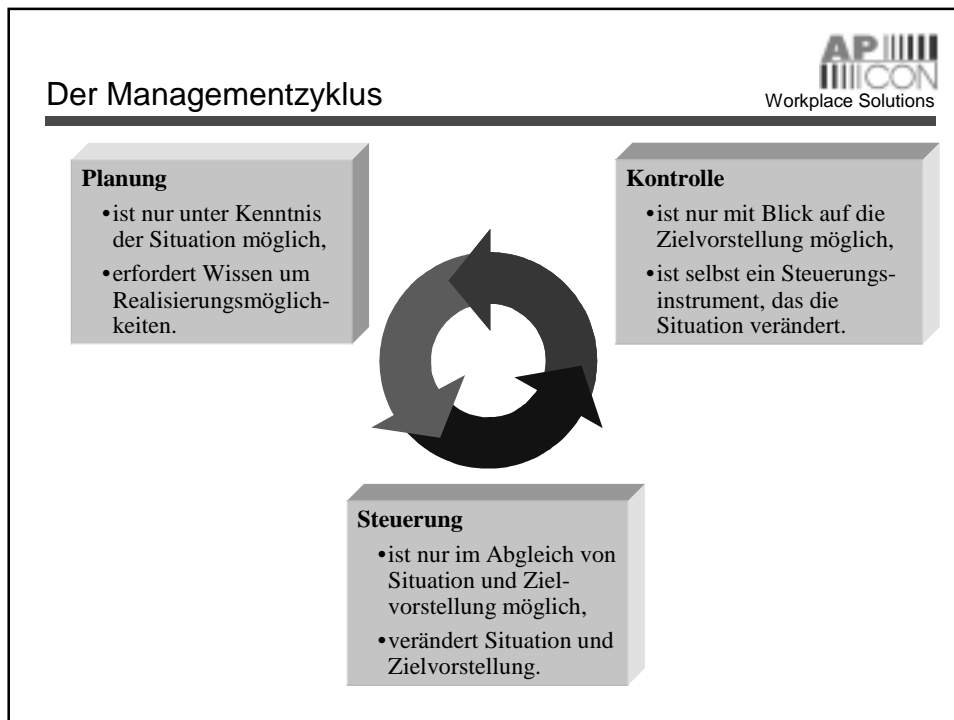 AP
CON
Der Managementzyklus
Workplace Solutions
Planung
•ist nur unter Kenntnis
der Situation möglich,
•erfordert Wissen um
Realisierungsmöglich-
keiten.
Kontrolle
•ist nur mit Blick auf die
Zielvorstellung möglich,
•ist selbst ein Steuerungs-
instrument, das die
Situation verändert.
Steuerung
•ist nur im Abgleich von
Situation und Ziel-
vorstellung möglich,
•verändert Situation und
Zielvorstellung.